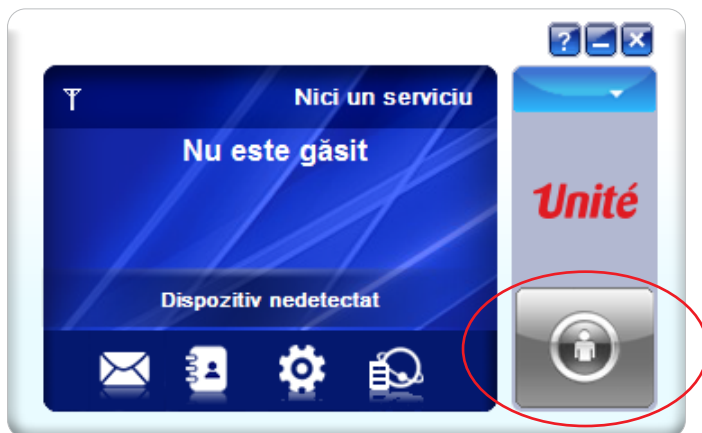 ?
Nici un serviciu
Nu este găsit
Unité
Dispozitiv nedetectat